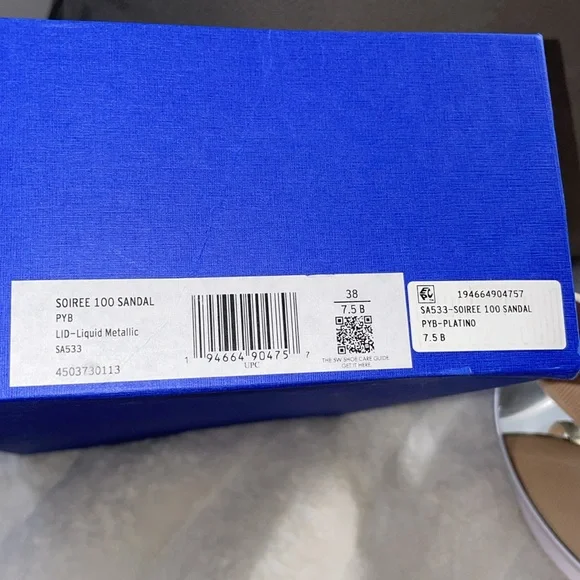 SOIREE 100 SANDAL
PYB
LID-Liquid Metallic
SA533
4503730113
1 94664 90475 7
UPC
38
7.5 B
THE SW SHOE CARE GUIDE.
GET IT HERE.
194664904757
SA533-SOIREE 100 SANDAL
PYB-PLATINO
7.5 B